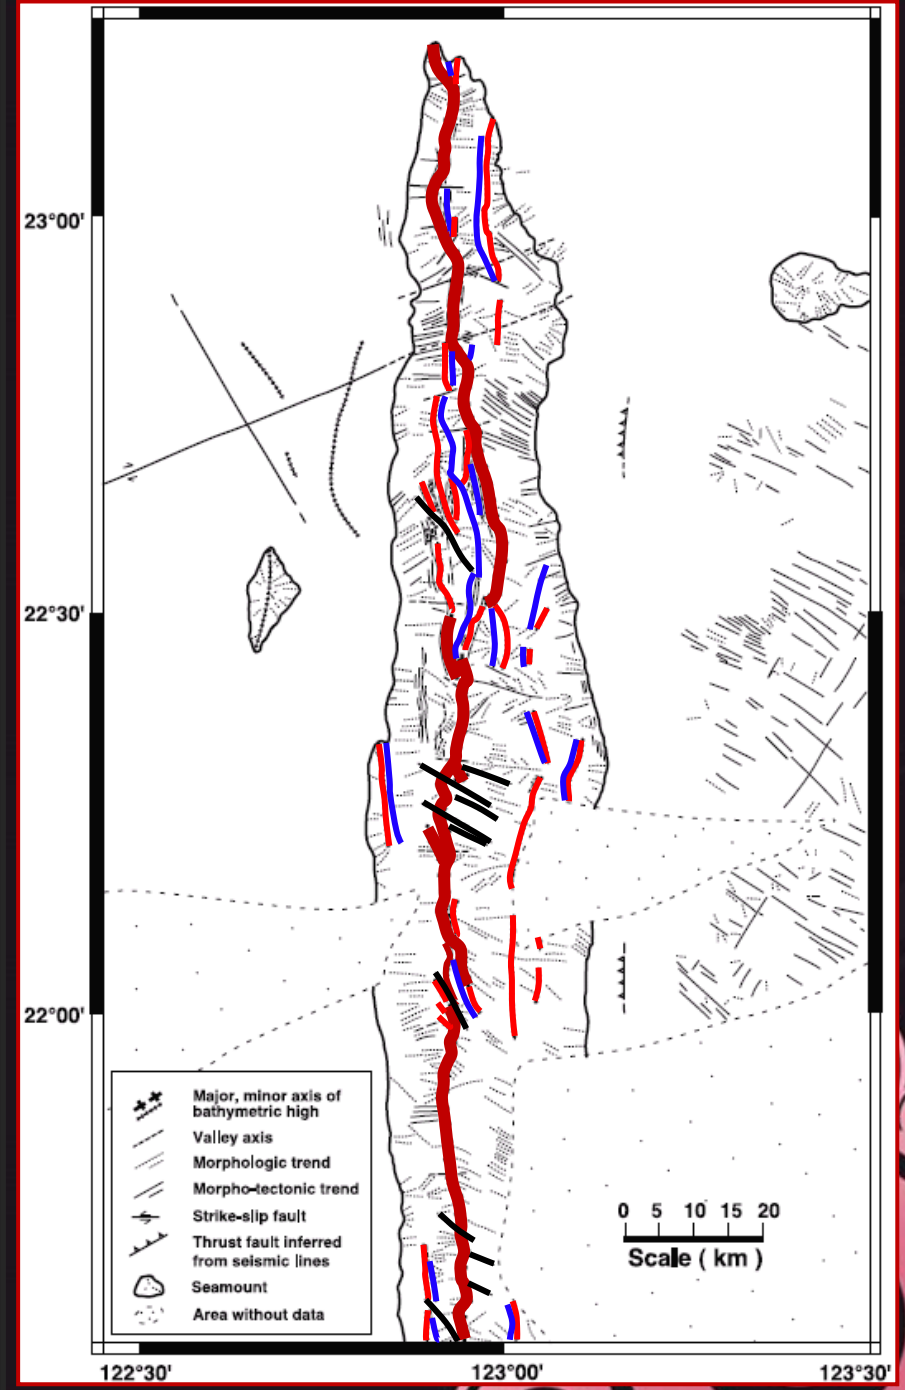 23°00'
22°30'
22°00'
Major, minor axis of
bathymetric high
Valley axis
Morphologic trend
Morpho-tectonic trend
Strike-slip fault
Thrust fault inferred
from seismic lines
Seamount
Area without data
0 5 10 15 20
Scale ( km )
122°30' 123°00' 123°30'